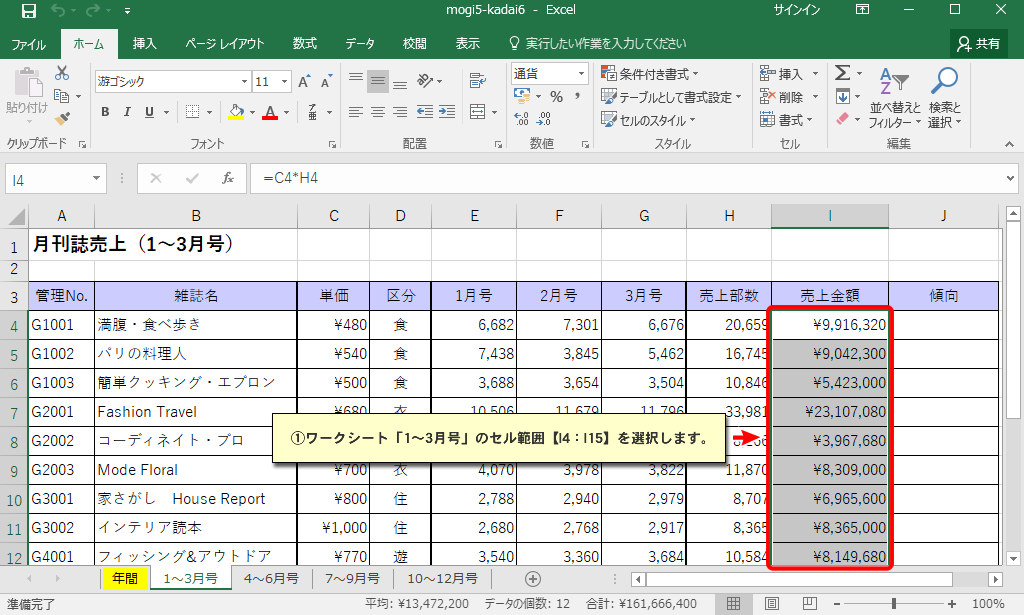 mogi5-kadai6 - Excel サインイン
ファイル ホーム 挿入 ページ レイアウト 数式 データ 校閲 表示 実行したい作業を入力してください 共有
貼り付け
游ゴシック 11
B I U
通貨
条件付き書式
テーブルとして書式設定
セルのスタイル
挿入
削除
書式
並べ替えと
フィルター
検索と
選択
クリップボード フォント 配置 数値 スタイル セル 編集
I4 fx =C4*H4
A B C D E F G H I J
1 月刊誌売上（1～3月号）
2
3 管理No. 雑誌名 単価 区分 1月号 2月号 3月号 売上部数 売上金額 傾向
4 G1001 満腹・食べ歩き ¥480 食 6,682 7,301 6,676 20,659 ¥9,916,320
5 G1002 パリの料理人 ¥540 食 7,438 3,845 5,462 16,745 ¥9,042,300
6 G1003 簡単クッキング・エプロン ¥500 食 3,688 3,654 3,504 10,846 ¥5,423,000
7 G2001 Fashion Travel ¥680 衣 10,506 11,679 11,796 33,981 ¥23,107,080
8 G2002 コーディネイト・プロ ¥3,967,680
①ワークシート「1～3月号」のセル範囲【I4：I15】を選択します。
9 G2003 Mode Floral ¥700 衣 4,070 3,978 3,822 11,870 ¥8,309,000
10 G3001 家さがし　House Report ¥800 住 2,788 2,940 2,979 8,707 ¥6,965,600
11 G3002 インテリア読本 ¥1,000 住 2,680 2,768 2,917 8,365 ¥8,365,000
12 G4001 フィッシング&アウトドア ¥770 遊 3,540 3,360 3,684 10,584 ¥8,149,680
年間 1～3月号 4～6月号 7～9月号 10～12月号
準備完了 平均: ¥13,472,200 データの個数: 12 合計: ¥161,666,400 100%